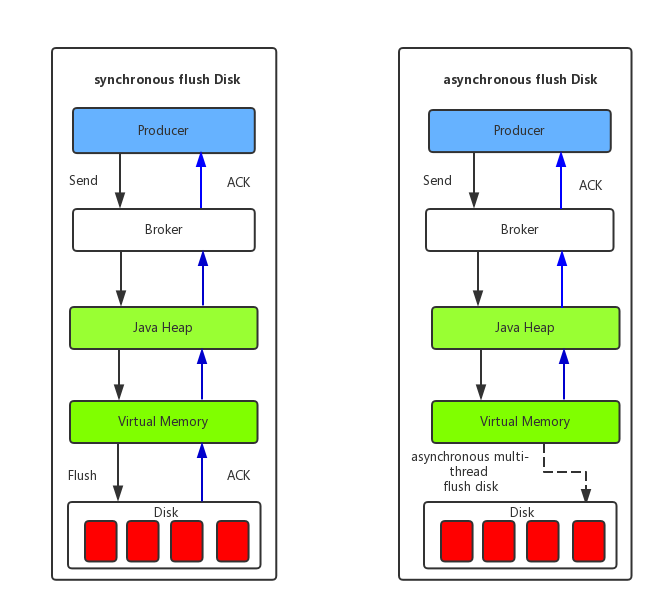 synchronous flush Disk
Producer
Send
ACK
Broker
Java Heap
Virtual Memory
Flush
ACK
Disk
asynchronous flush Disk
Producer
Send
ACK
Broker
Java Heap
Virtual Memory
asynchronous multi-
thread
flush disk
Disk